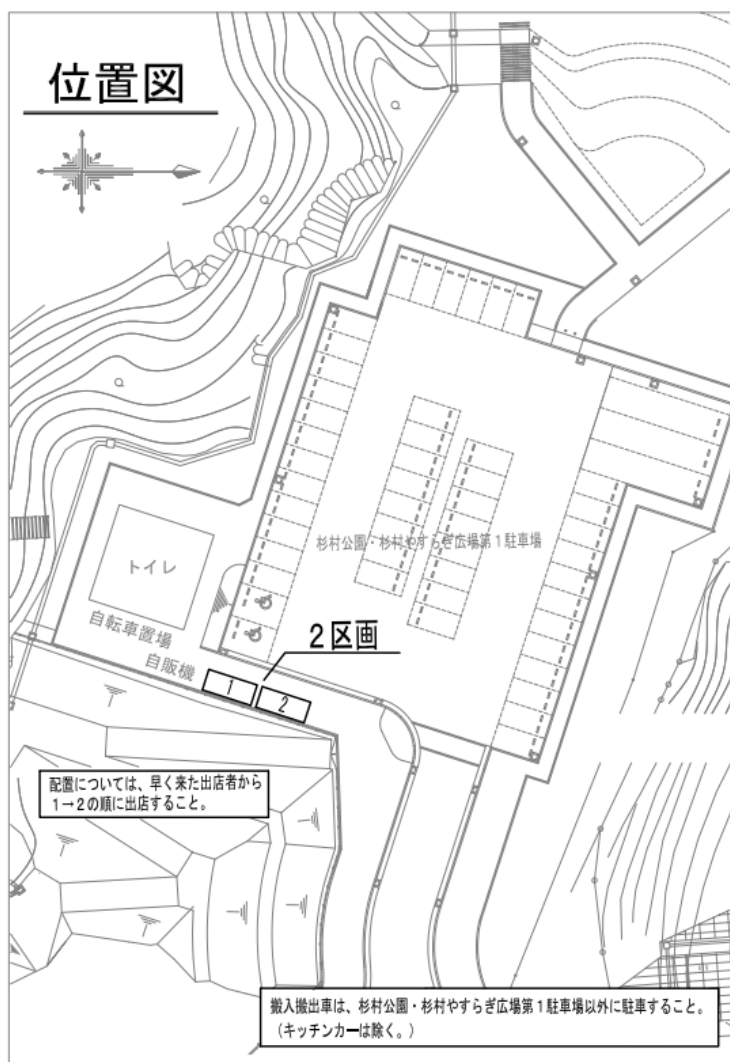 位置図
杉村公園・杉村やすらぎ広場第1駐車場
トイレ
自転車置場
自販機
2区画
1
2
配置については、早く来た出店者から
1→2の順に出店すること。
搬入搬出車は、杉村公園・杉村やすらぎ広場第1駐車場以外に駐車すること。
(キッチンカーは除く。)